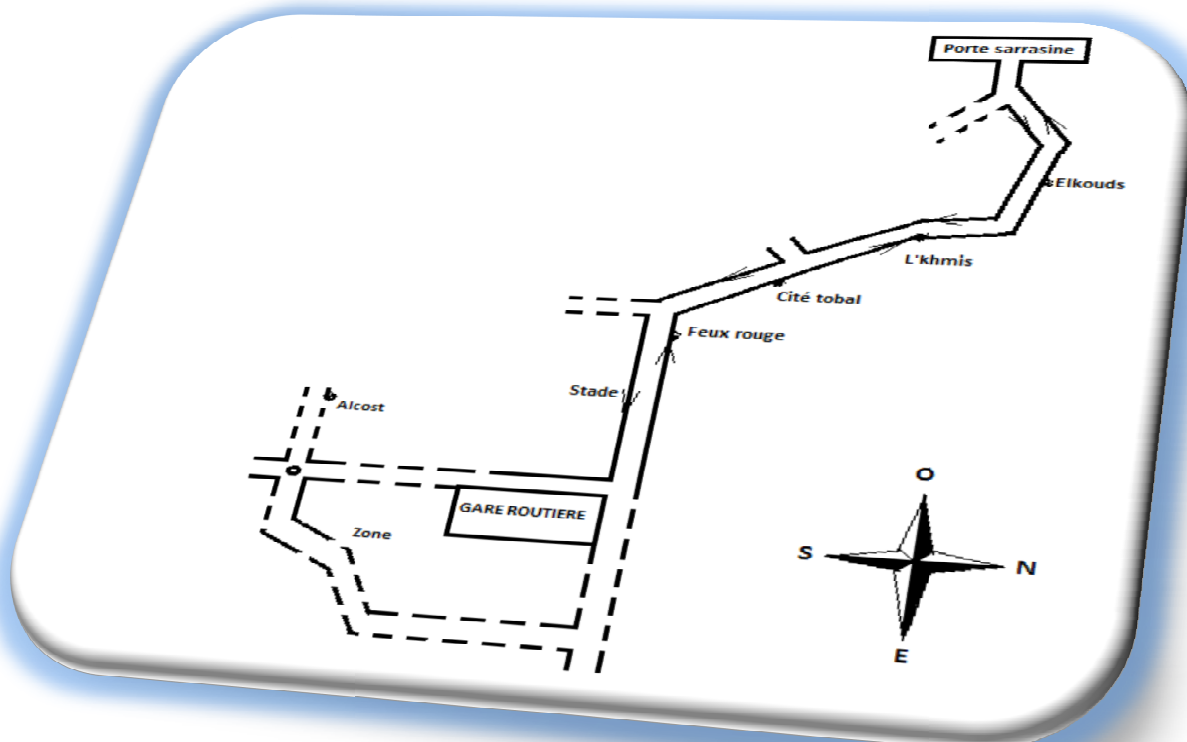 Porte sarrasine
Elkouds
L'khmis
Cité tobal
Feux rouge
Stade
Alcost
GARE ROUTIERE
Zone
O
S
N
E